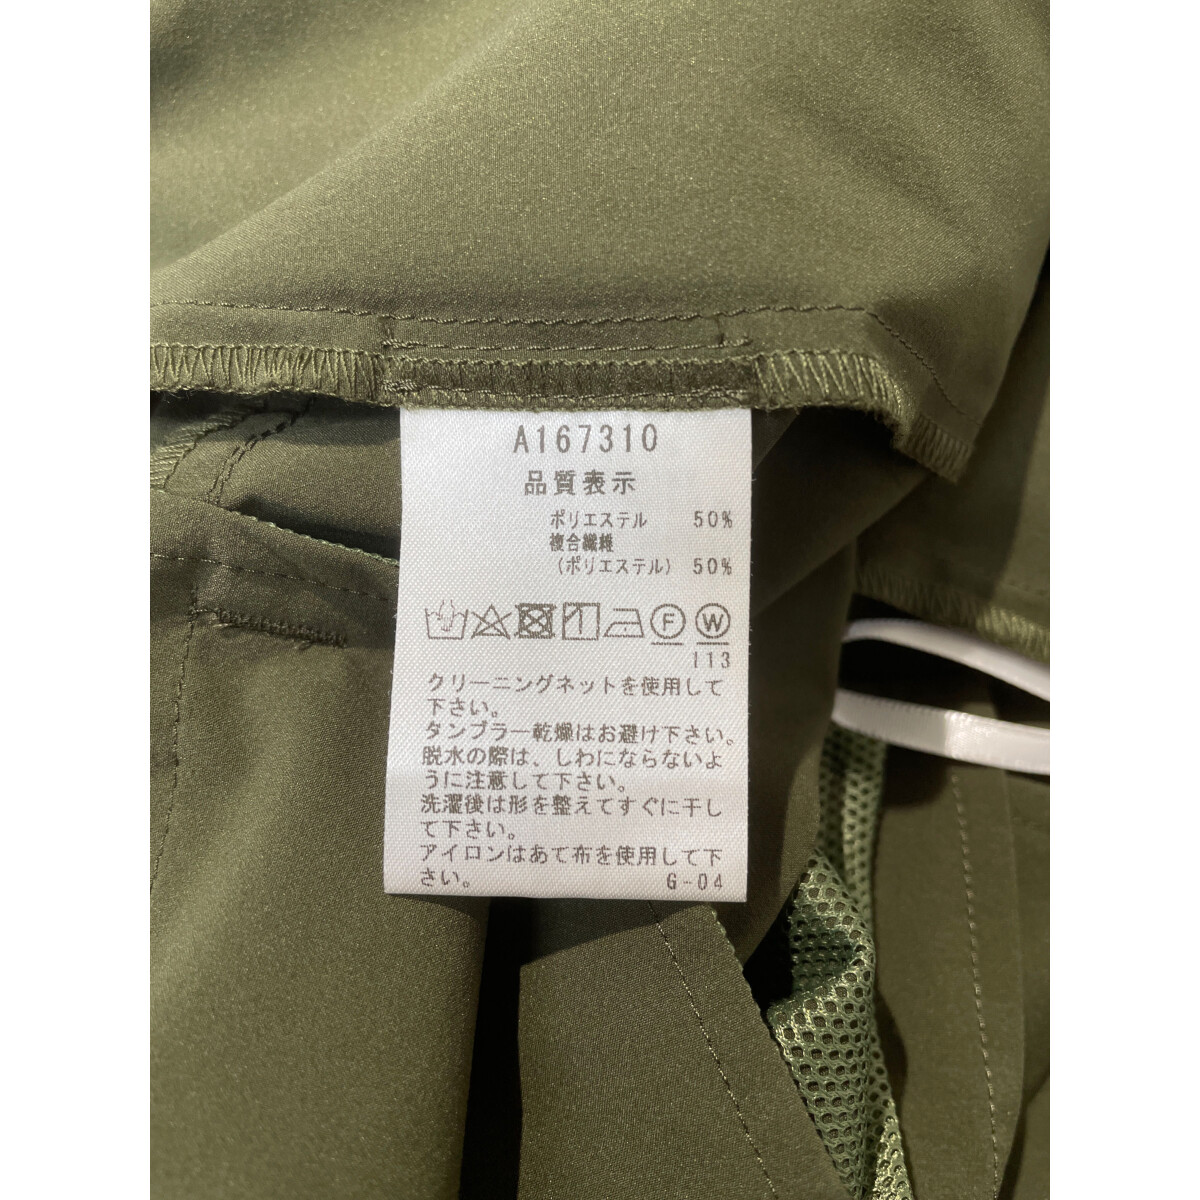 A167310
品質表示
ポリエステル 50%
複合繊維
(ポリエステル) 50%
F W
113
クリーニングネットを使用して
下さい。
タンブラー乾燥はお避け下さい。
脱水の際は、しわにならないよ
うに注意して下さい。
洗濯後は形を整えてすぐに干し
て下さい。
アイロンはあて布を使用して下
さい。 G-04